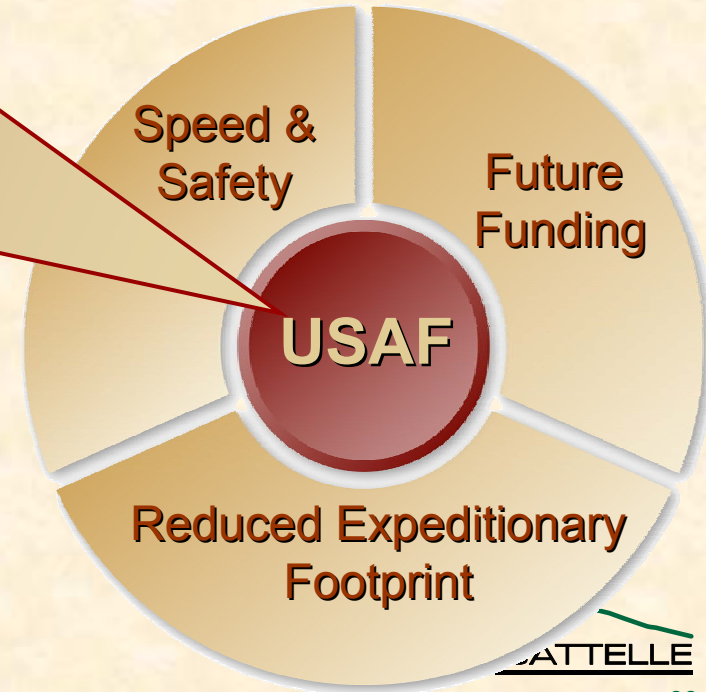 Speed &
Safety
Future
Funding
USAF
Reduced Expeditionary
Footprint